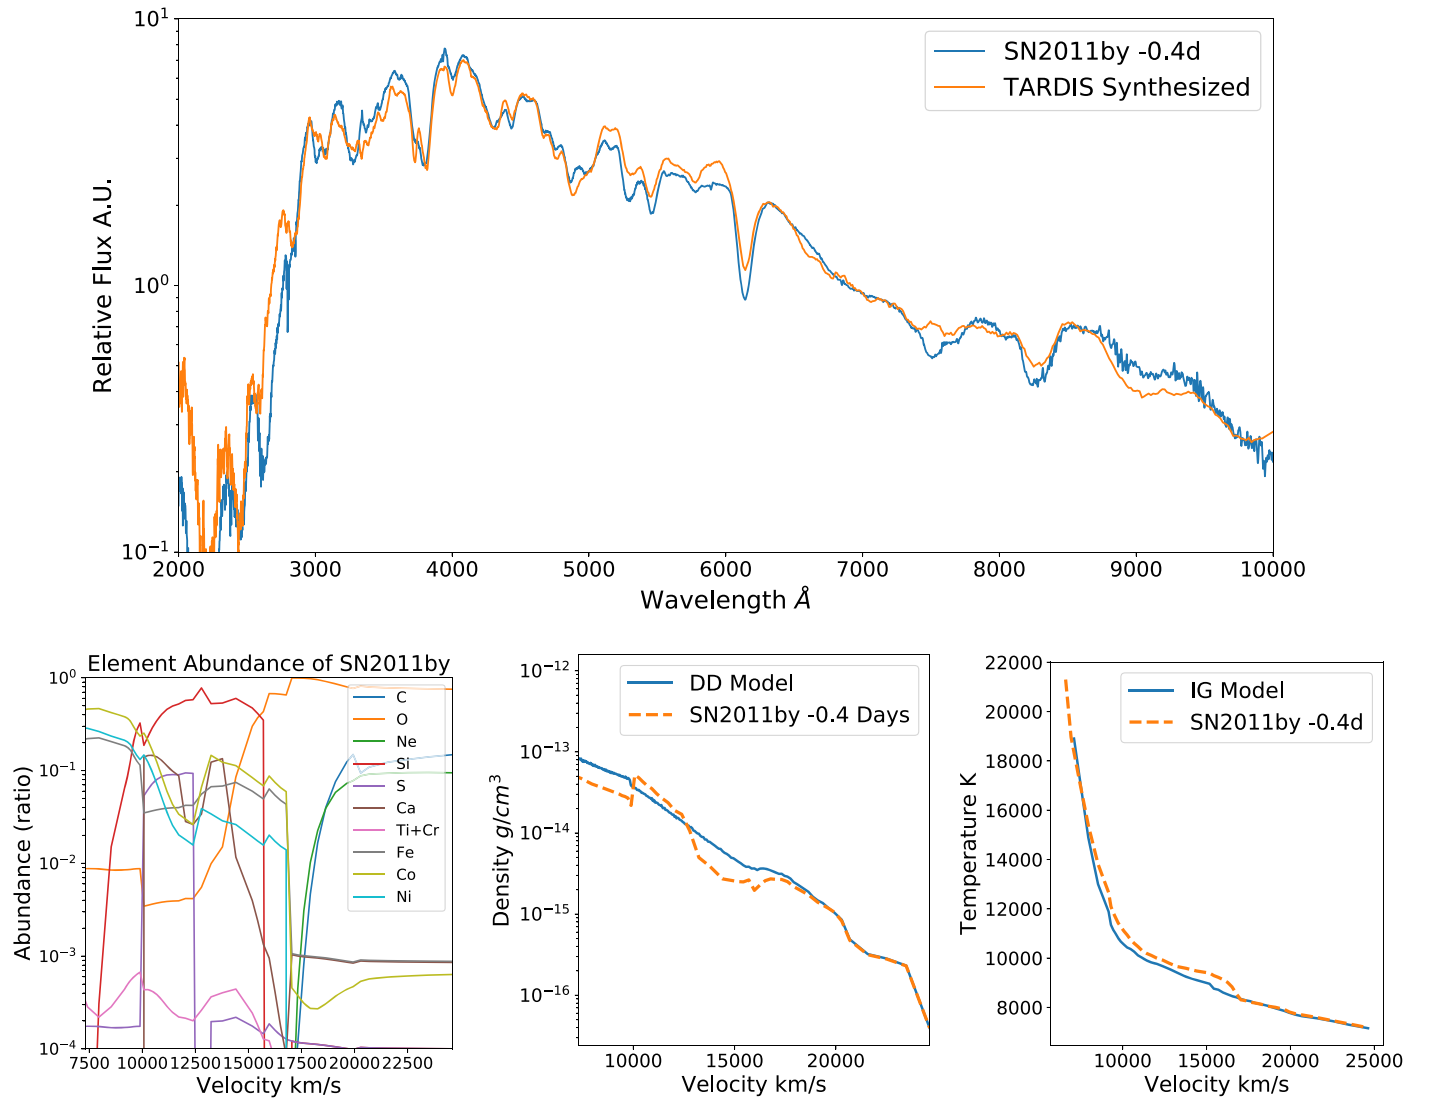 10^1
10^0
10^-1
Relative Flux A.U.
SN2011by -0.4d
TARDIS Synthesized
2000 3000 4000 5000 6000 7000 8000 9000 10000
Wavelength Å
Element Abundance of SN2011by
10^0
10^-1
10^-2
10^-3
10^-4
Abundance (ratio)
C
O
Ne
Si
S
Ca
Ti+Cr
Fe
Co
Ni
7500 10000 12500 15000 17500 20000 22500
Velocity km/s
10^-12
10^-13
10^-14
10^-15
10^-16
Density g/cm^3
DD Model
SN2011by -0.4 Days
10000 15000 20000
Velocity km/s
22000
20000
18000
16000
14000
12000
10000
8000
Temperature K
IG Model
SN2011by -0.4d
10000 15000 20000 25000
Velocity km/s